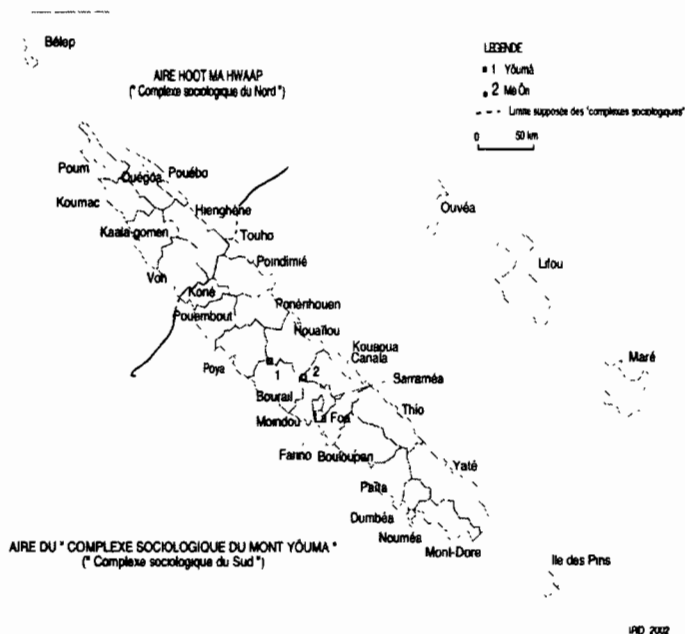 Bélep
AIRE HOOT MA HWAAP
(" Complexe sociologique du Nord")
LEGENDE
1 Yôumâ
2 Mè Ôri
Limite supposée des "complexes sociologiques"
0 50 km
Poum
Ouégoa
Pouébo
Koumac
Hienghène
Ouvéa
Kaala-gomen
Touho
Lifou
Voh
Poindimié
Koné
Ponérihouen
Pouembout
Houaïlou
Kouaoua
Canala
Maré
Poya
1
2
Sarraméa
Bourail
Thio
Moindou
La Foa
Farino
Bouloupari
Yaté
Païta
Dumbéa
Nouméa
Mont-Dore
AIRE DU " COMPLEXE SOCIOLOGIQUE DU MONT YÔUMA "
(" Complexe sociologique du Sud")
Ile des Pins
IRD 2002